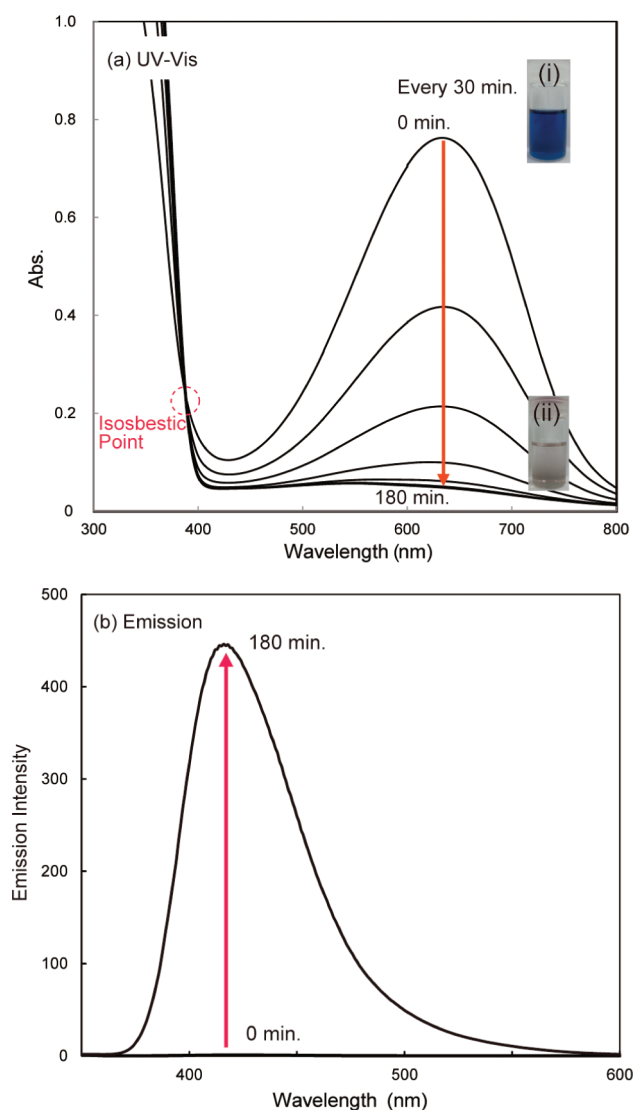 (a) UV-Vis
Every 30 min.
0 min.
(i)
(ii)
Isosbestic
Point
180 min.
1.0
0.8
0.6
0.4
0.2
0
Abs.
300
400
500
600
700
800
Wavelength (nm)
(b) Emission
180 min.
0 min.
500
400
300
200
100
0
Emission Intensity
400
500
600
Wavelength (nm)